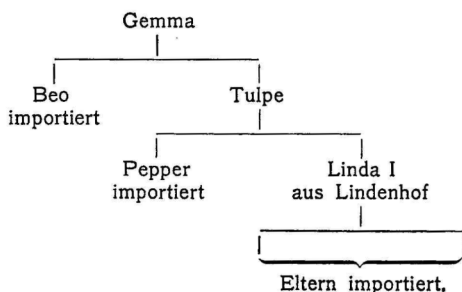 Gemma
Beo
importiert
Tulpe
Pepper
importiert
Linda I
aus Lindenhof
Eltern importiert.